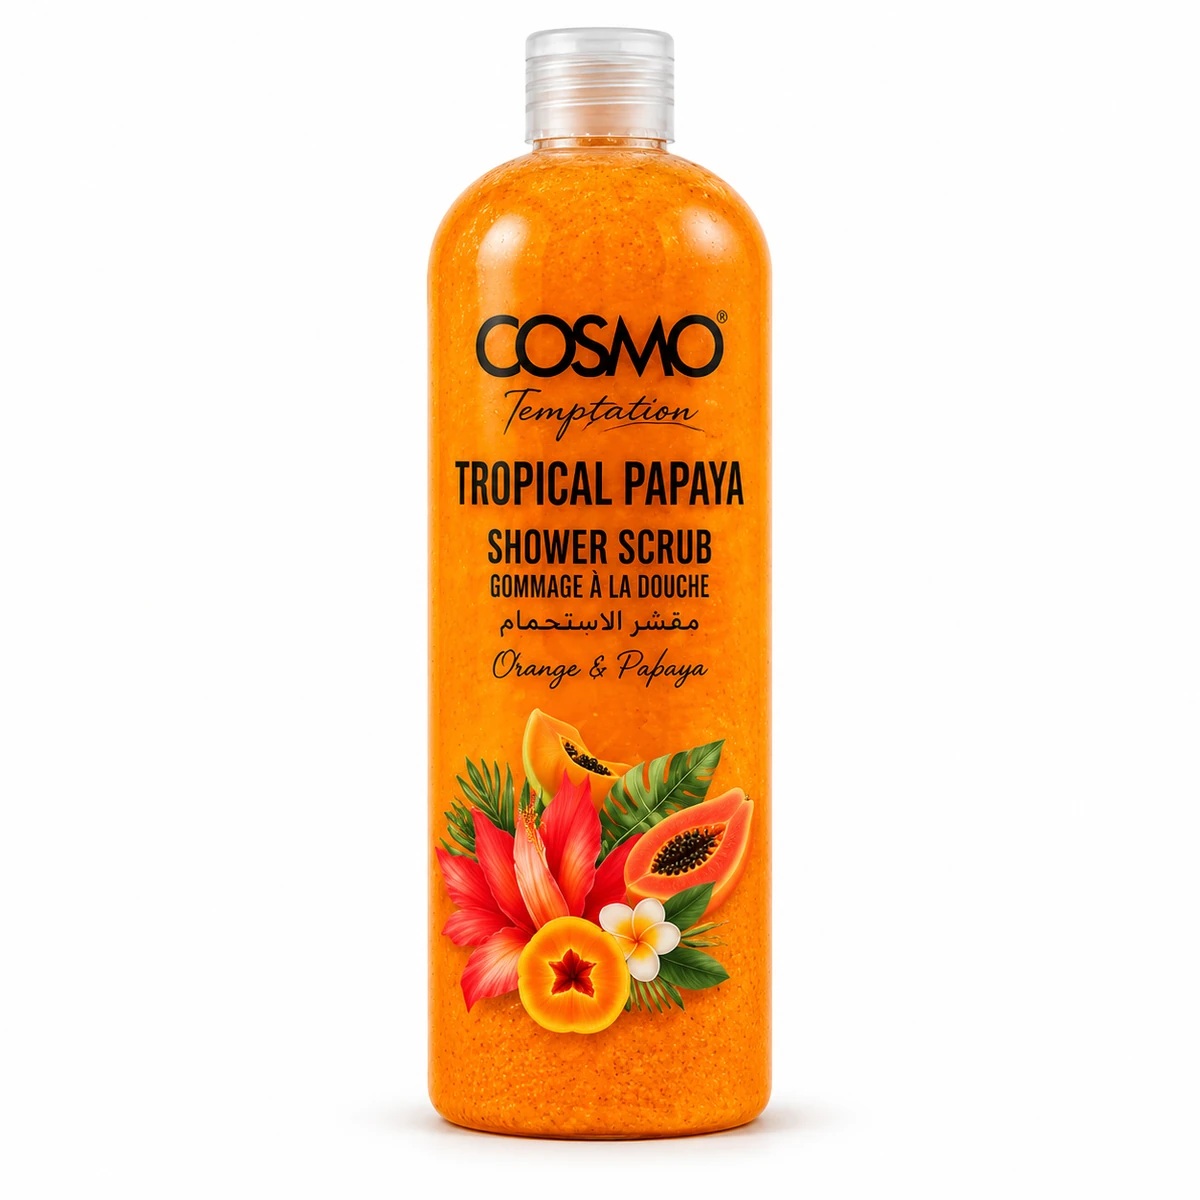 COSMO®
Temptation
TROPICAL PAPAYA
SHOWER SCRUB
GOMMAGE À LA DOUCHE
مقشر الاستحمام
Orange & Papaya